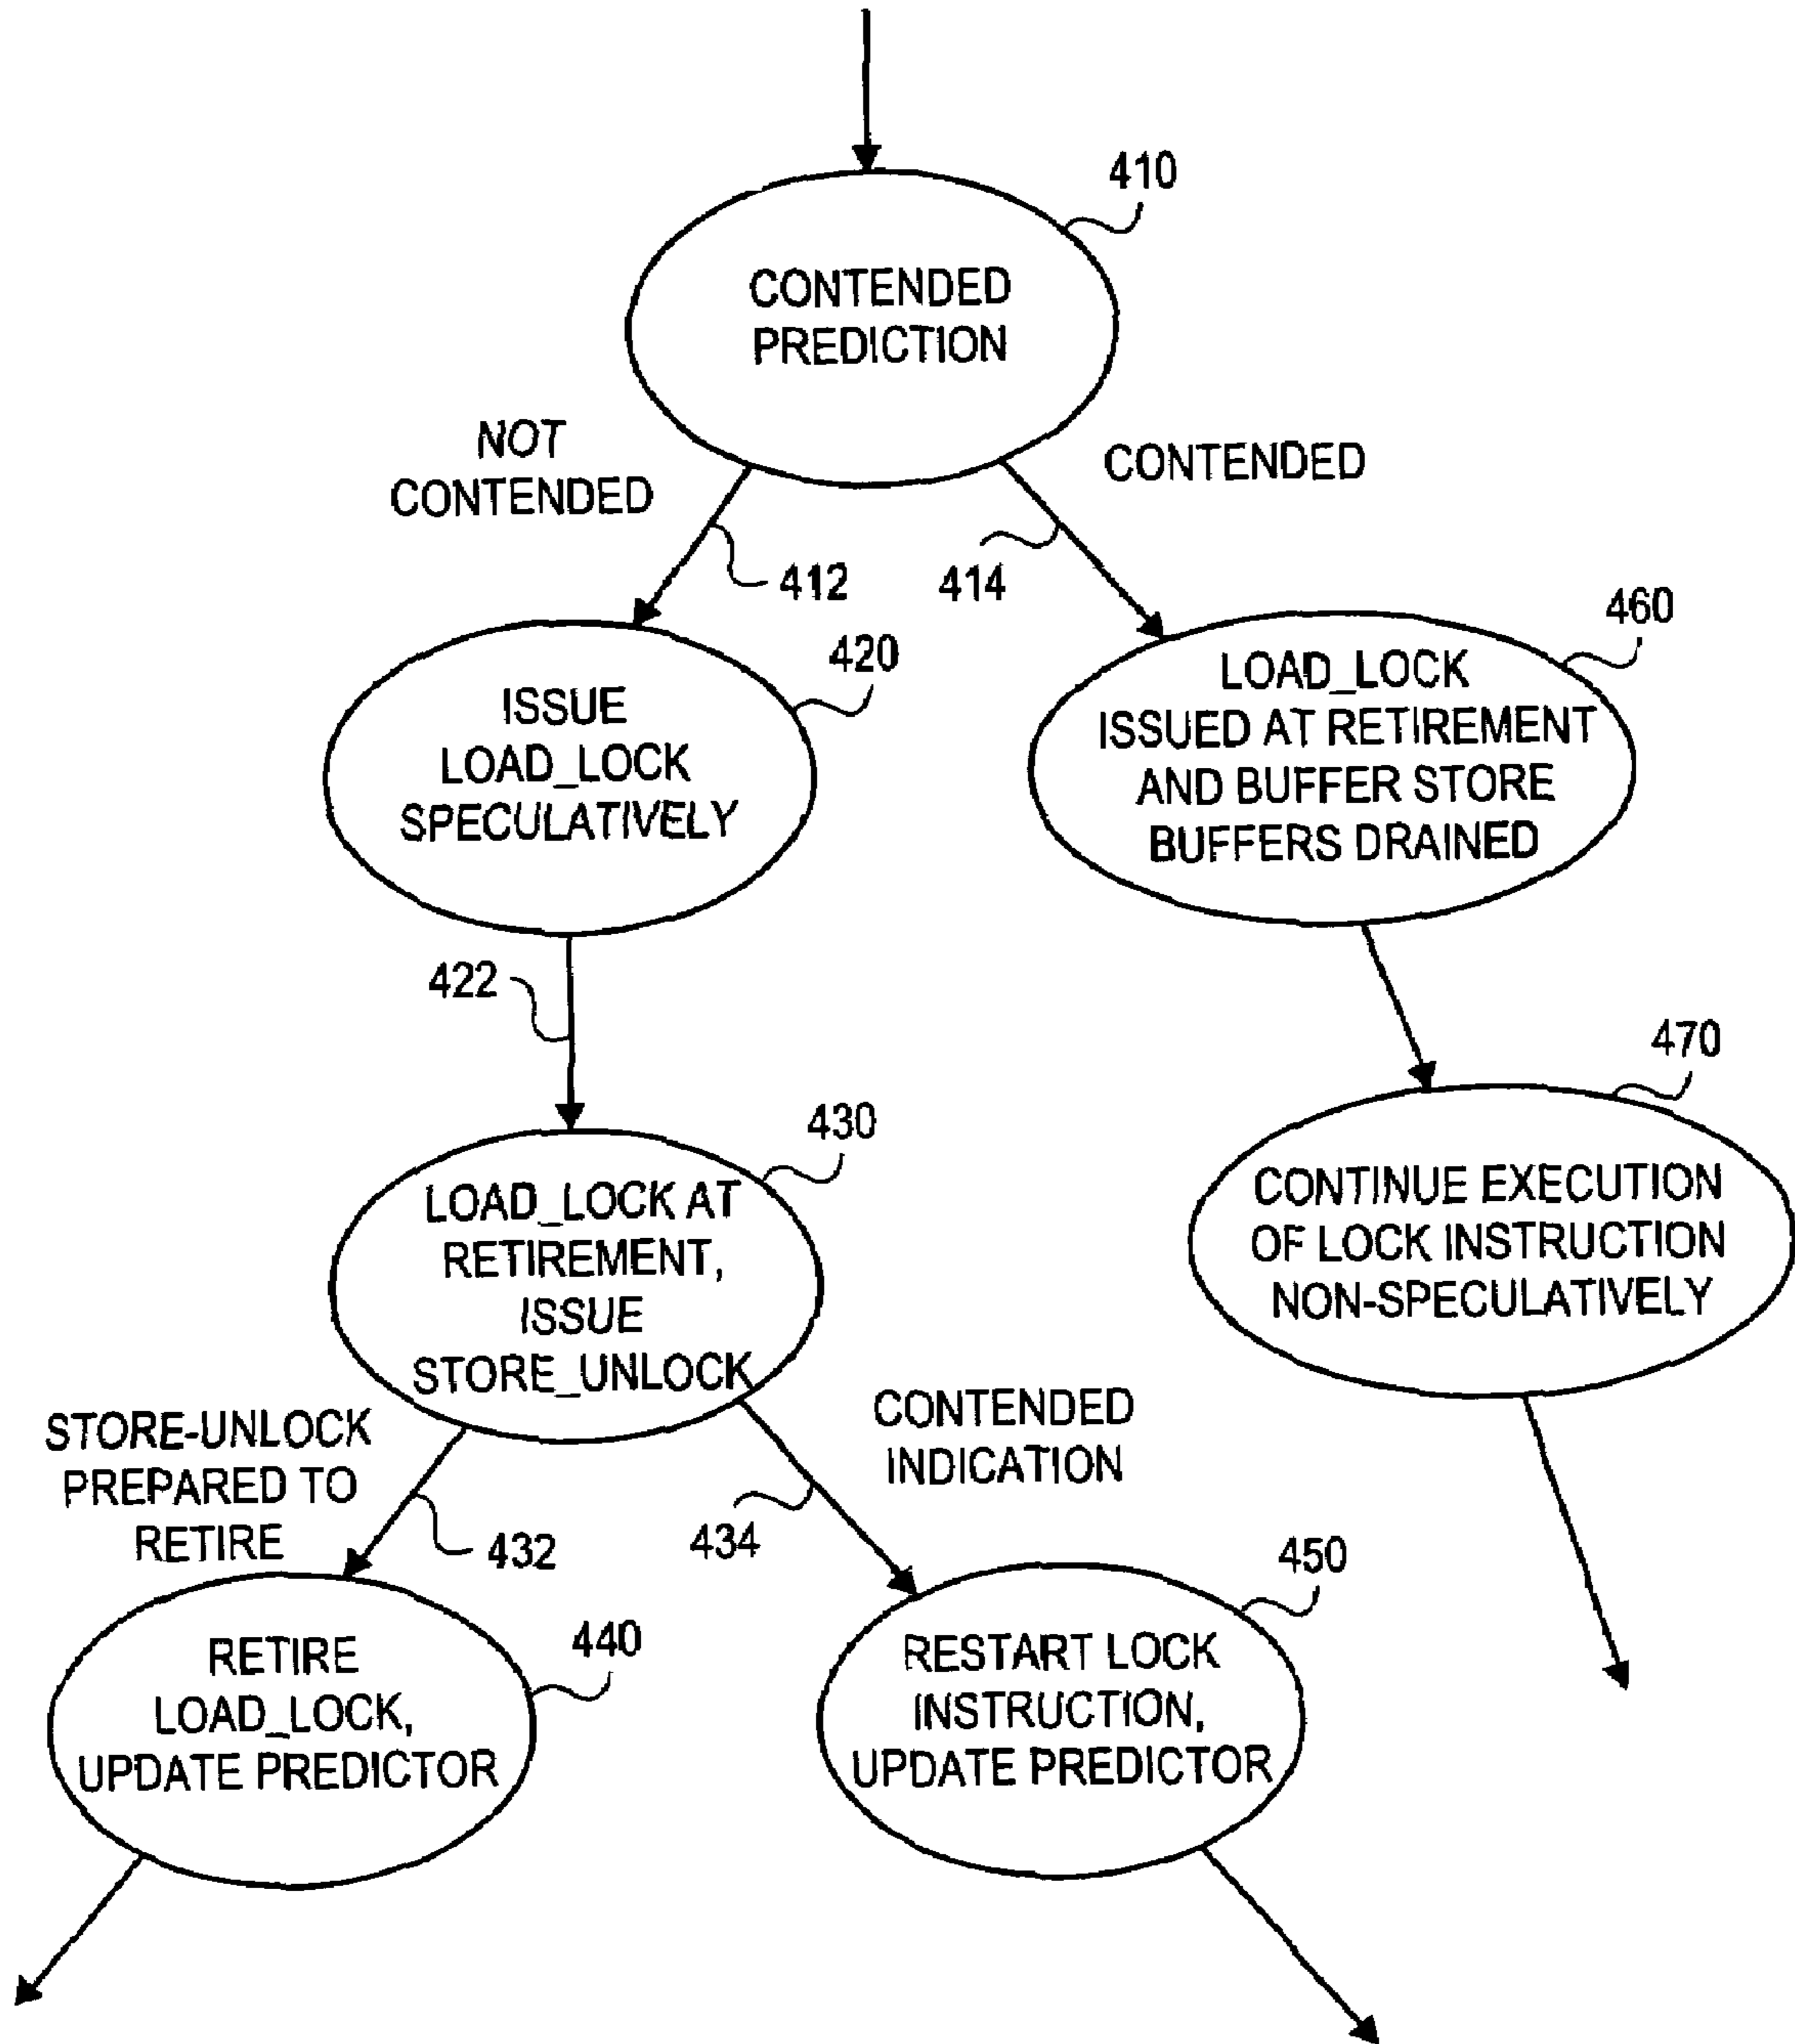 410
CONTENDED
PREDICTION
NOT
CONTENDED
CONTENDED
412
414
460
420
LOAD_LOCK
ISSUED AT RETIREMENT
AND BUFFER STORE
BUFFERS DRAINED
ISSUE
LOAD_LOCK
SPECULATIVELY
422
470
430
CONTINUE EXECUTION
OF LOCK INSTRUCTION
NON-SPECULATIVELY
LOAD_LOCK AT
RETIREMENT,
ISSUE
STORE_UNLOCK
STORE-UNLOCK
PREPARED TO
RETIRE
CONTENDED
INDICATION
432
434
450
440
RETIRE
LOAD_LOCK,
UPDATE PREDICTOR
RESTART LOCK
INSTRUCTION,
UPDATE PREDICTOR